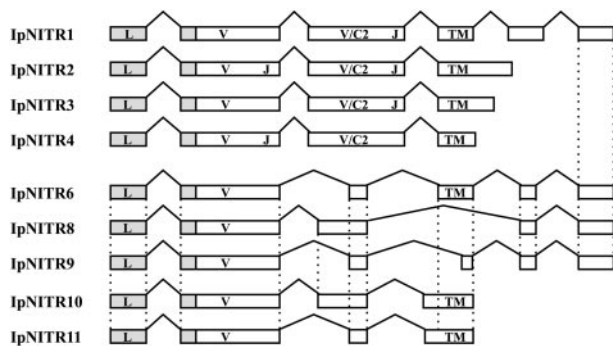 IpNITR1 L V V/C2 J TM
IpNITR2 L V J V/C2 J TM
IpNITR3 L V V/C2 J TM
IpNITR4 L V J V/C2 TM
IpNITR6 L V TM
IpNITR8 L V
IpNITR9 L V
IpNITR10 L V TM
IpNITR11 L V TM